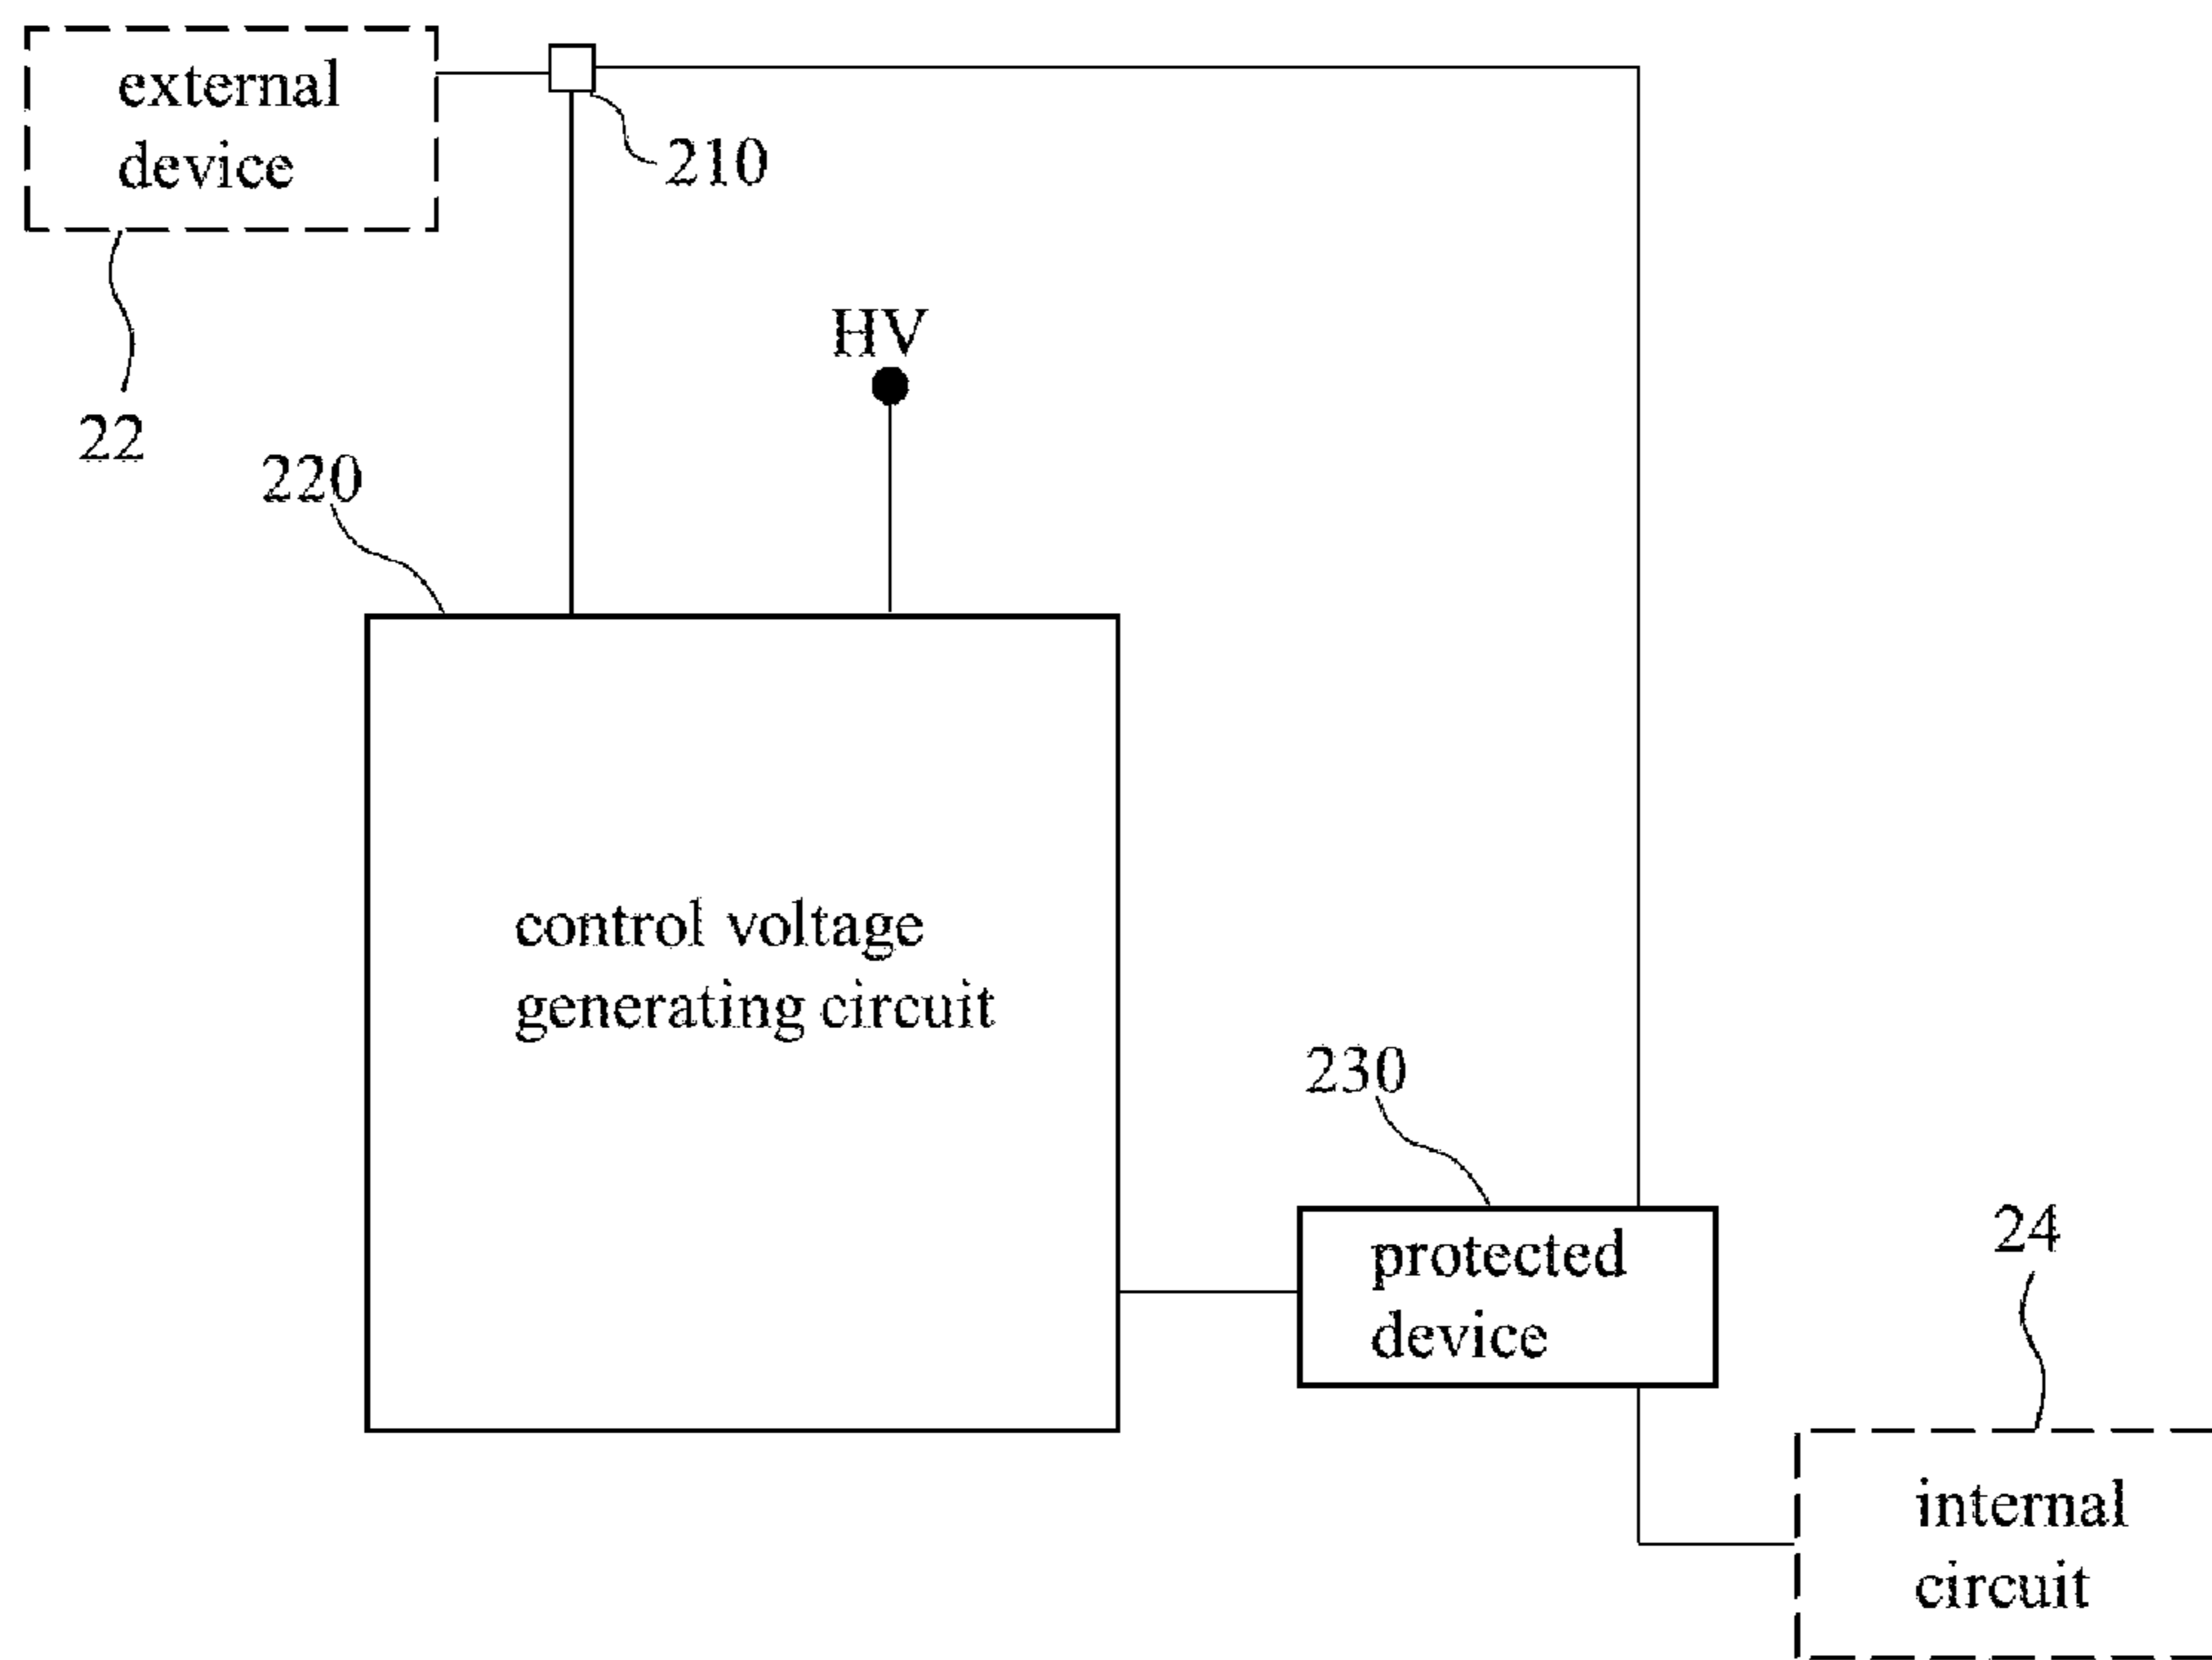 external
device
210
HV
22
220
control voltage
generating circuit
230
protected
device
24
internal
circuit